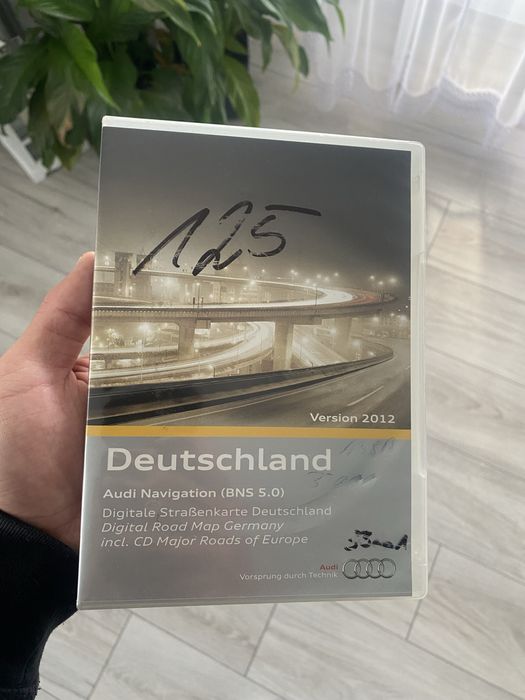 125
Version 2012
Deutschland
Audi Navigation (BNS 5.0)
Digitale Straßenkarte Deutschland
Digital Road Map Germany
incl. CD Major Roads of Europe
Audi
Vorsprung durch Technik